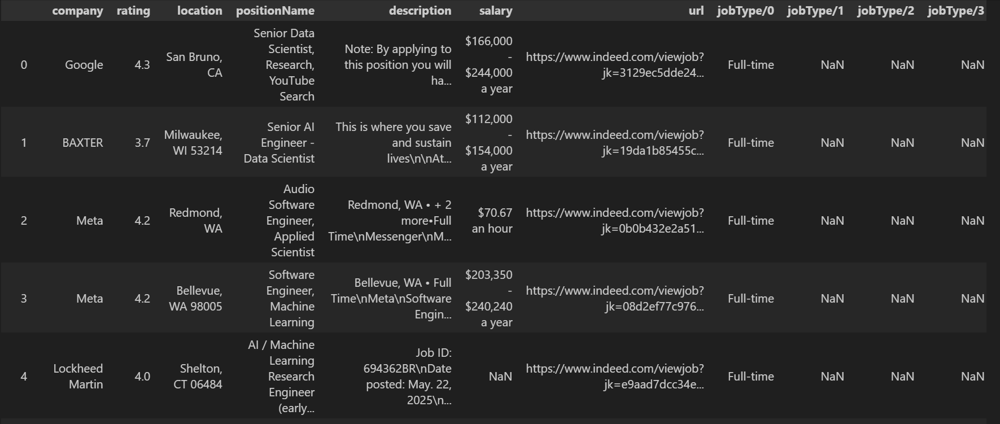 company rating location positionName description salary url jobType/0 jobType/1 jobType/2 jobType/3
0
Google
4.3
San Bruno,
CA
Senior Data
Scientist,
Research,
YouTube
Search
Note: By applying to
this position you will
ha...
$166,000
-
$244,000
a year
https://www.indeed.com/viewjob?
jk=3129ec5dde24...
Full-time
NaN
NaN
NaN
1
BAXTER
3.7
Milwaukee,
WI 53214
Senior AI
Engineer -
Data Scientist
This is where you save
and sustain
lives\n\nAt...
$112,000
-
$154,000
a year
https://www.indeed.com/viewjob?
jk=19da1b85455c...
Full-time
NaN
NaN
NaN
2
Meta
4.2
Redmond,
WA
Audio
Software
Engineer,
Applied
Scientist
Redmond, WA • + 2
more•Full
Time\nMessenger\nM...
$70.67
an hour
https://www.indeed.com/viewjob?
jk=0b0b432e2a51...
Full-time
NaN
NaN
NaN
3
Meta
4.2
Bellevue,
WA 98005
Software
Engineer,
Machine
Learning
Bellevue, WA • Full
Time\nMeta\nSoftware
Engin...
$203,350
-
$240,240
a year
https://www.indeed.com/viewjob?
jk=08d2ef77c976...
Full-time
NaN
NaN
NaN
4
Lockheed
Martin
4.0
Shelton,
CT 06484
AI / Machine
Learning
Research
Engineer
(early...
Job ID:
694362BR\nDate
posted: May. 22,
2025\n...
NaN
https://www.indeed.com/viewjob?
jk=e9aad7dcc34e...
Full-time
NaN
NaN
NaN